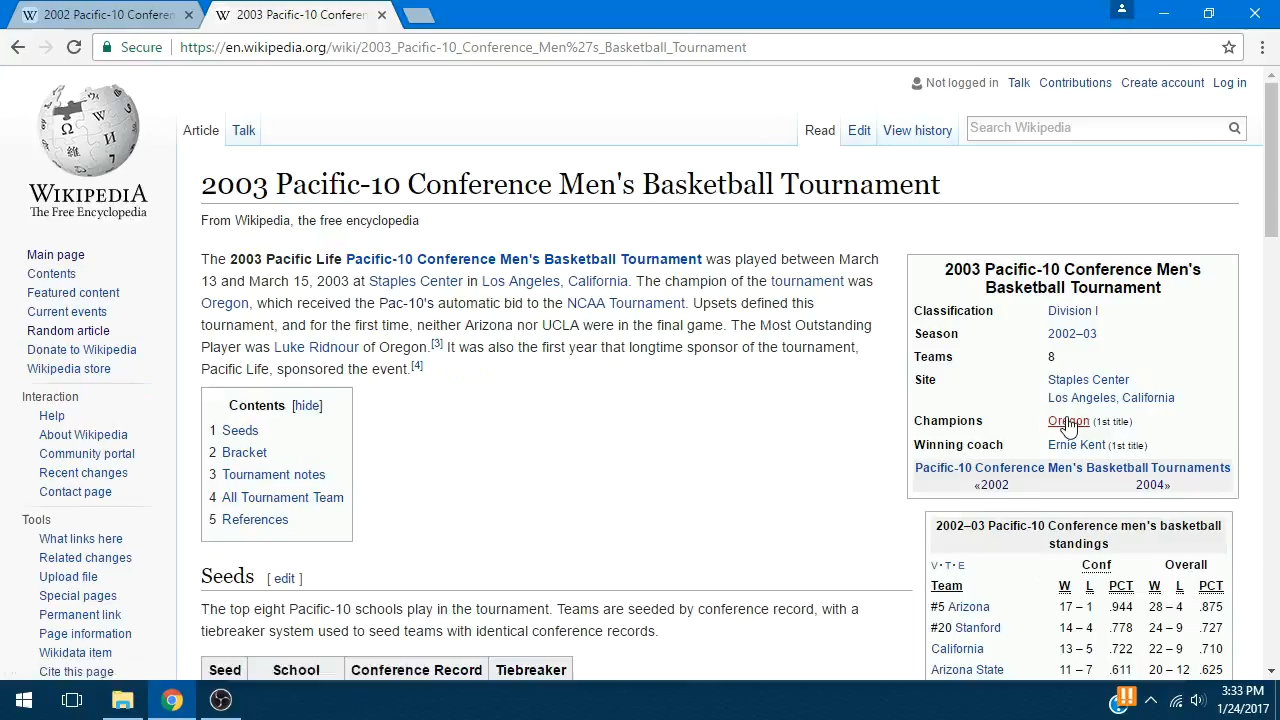 2002 Pacific-10 Conferen
2003 Pacific-10 Conferen
Secure https://en.wikipedia.org/wiki/2003_Pacific-10_Conference_Men%27s_Basketball_Tournament
Not logged in Talk Contributions Create account Log in
Article Talk Read Edit View history Search Wikipedia
WIKIPEDIA
The Free Encyclopedia
Main page
Contents
Featured content
Current events
Random article
Donate to Wikipedia
Wikipedia store
Interaction
Help
About Wikipedia
Community portal
Recent changes
Contact page
Tools
What links here
Related changes
Upload file
Special pages
Permanent link
Page information
Wikidata item
Cite this page
2003 Pacific-10 Conference Men's Basketball Tournament
From Wikipedia, the free encyclopedia
The 2003 Pacific Life Pacific-10 Conference Men's Basketball Tournament was played between March
13 and March 15, 2003 at Staples Center in Los Angeles, California. The champion of the tournament was
Oregon, which received the Pac-10's automatic bid to the NCAA Tournament. Upsets defined this
tournament, and for the first time, neither Arizona nor UCLA were in the final game. The Most Outstanding
Player was Luke Ridnour of Oregon.[3] It was also the first year that longtime sponsor of the tournament,
Pacific Life, sponsored the event.[4]
Contents [hide]
1 Seeds
2 Bracket
3 Tournament notes
4 All Tournament Team
5 References
Seeds [ edit ]
The top eight Pacific-10 schools play in the tournament. Teams are seeded by conference record, with a
tiebreaker system used to seed teams with identical conference records.
Seed School Conference Record Tiebreaker
2003 Pacific-10 Conference Men's
Basketball Tournament
Classification Division I
Season 2002–03
Teams 8
Site Staples Center
Los Angeles, California
Champions Oregon (1st title)
Winning coach Ernie Kent (1st title)
Pacific-10 Conference Men's Basketball Tournaments
«2002 2004»
2002–03 Pacific-10 Conference men's basketball
standings
V · T · E Conf Overall
Team W L PCT W L PCT
#5 Arizona 17 – 1 .944 28 – 4 .875
#20 Stanford 14 – 4 .778 24 – 9 .727
California 13 – 5 .722 22 – 9 .710
Arizona State 11 – 7 .611 20 – 12 .625
3:33 PM
1/24/2017